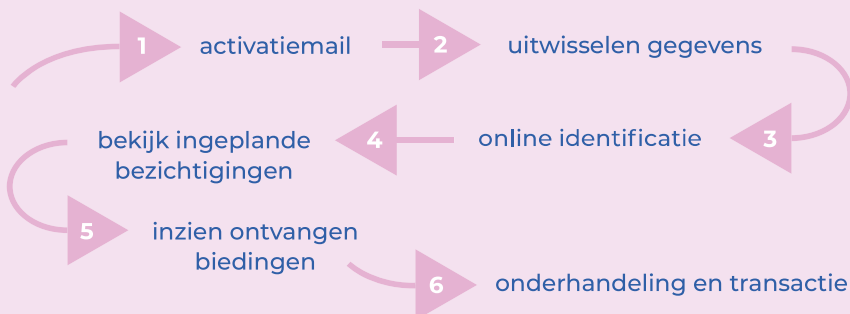 1 activatiemail
2 uitwisselen gegevens
3 online identificatie
4 bekijk ingeplande
bezichtigingen
5 inzien ontvangen
biedingen
6 onderhandeling en transactie